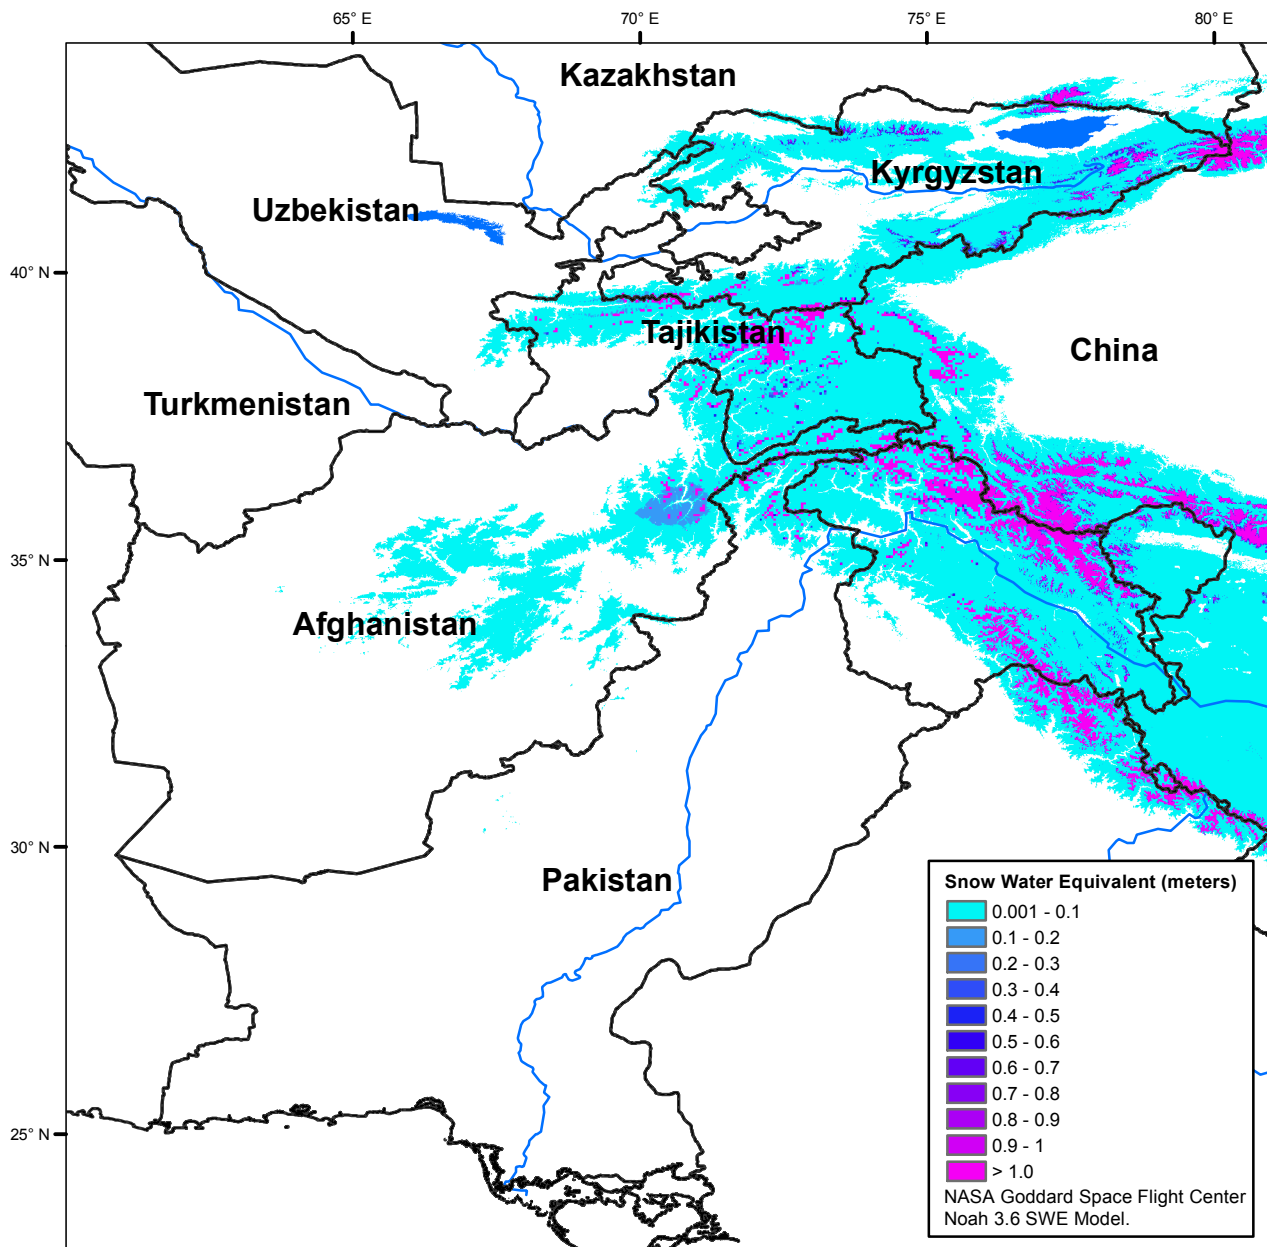 65° E
70° E
75° E
80° E
Kazakhstan
Kyrgyzstan
Uzbekistan
40° N
Tajikistan
China
Turkmenistan
35° N
Afghanistan
30° N
Pakistan
Snow Water Equivalent (meters)
0.001 - 0.1
0.1 - 0.2
0.2 - 0.3
0.3 - 0.4
0.4 - 0.5
0.5 - 0.6
0.6 - 0.7
0.7 - 0.8
0.8 - 0.9
0.9 - 1
> 1.0
25° N
NASA Goddard Space Flight Center
Noah 3.6 SWE Model.